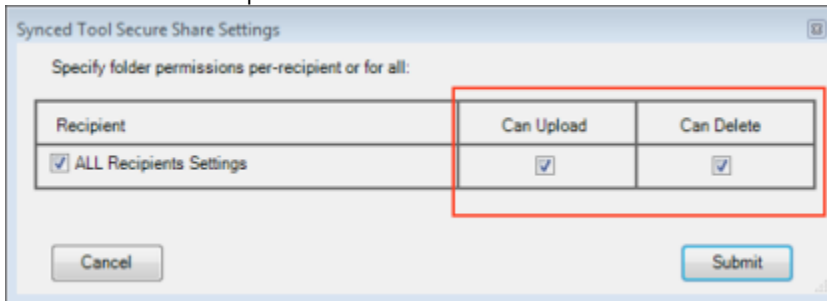 Synced Tool Secure Share Settings
Specify folder permissions per-recipient or for all:
Recipient Can Upload Can Delete
ALL Recipients Settings
Cancel Submit